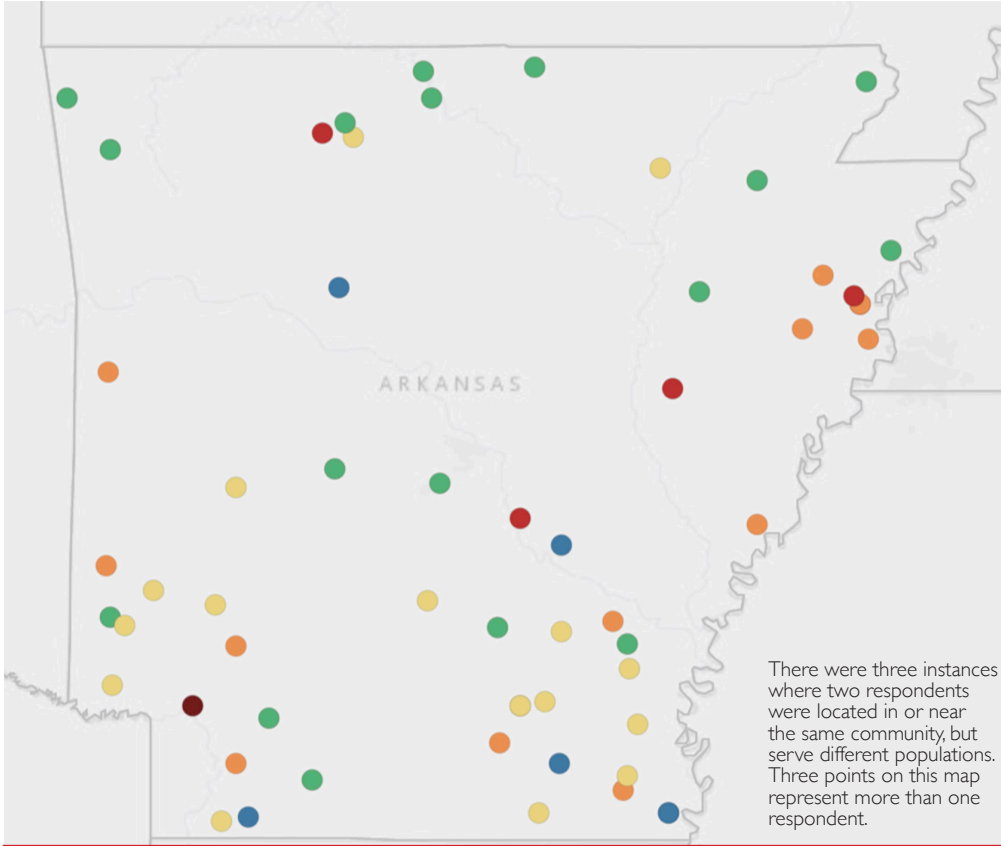 ARKANSAS
There were three instances
where two respondents
were located in or near
the same community, but
serve different populations.
Three points on this map
represent more than one
respondent.